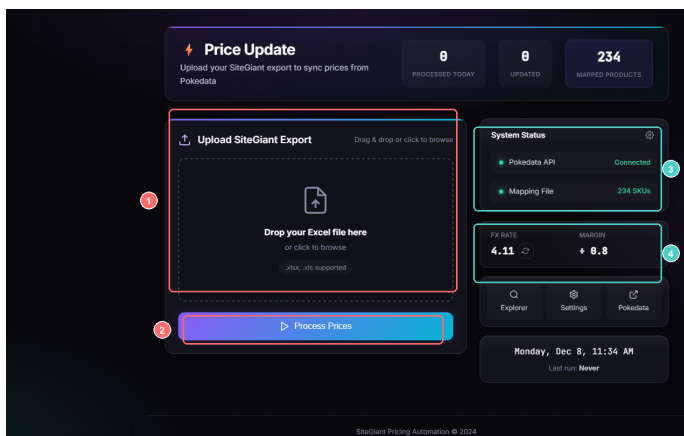 Price Update
Upload your SiteGiant export to sync prices from
Pokedata
0
PROCESSED TODAY
0
UPDATED
234
MAPPED PRODUCTS
Upload SiteGiant Export
Drag & drop or click to browse
Drop your Excel file here
or click to browse
.xlsx, .xls supported
Process Prices
1
2
System Status
Pokedata API
Connected
Mapping File
234 SKUs
3
FX RATE
4.11
MARGIN
÷ 0.8
4
Explorer
Settings
Pokedata
Monday, Dec 8, 11:34 AM
Last run: Never
SiteGiant Pricing Automation © 2024